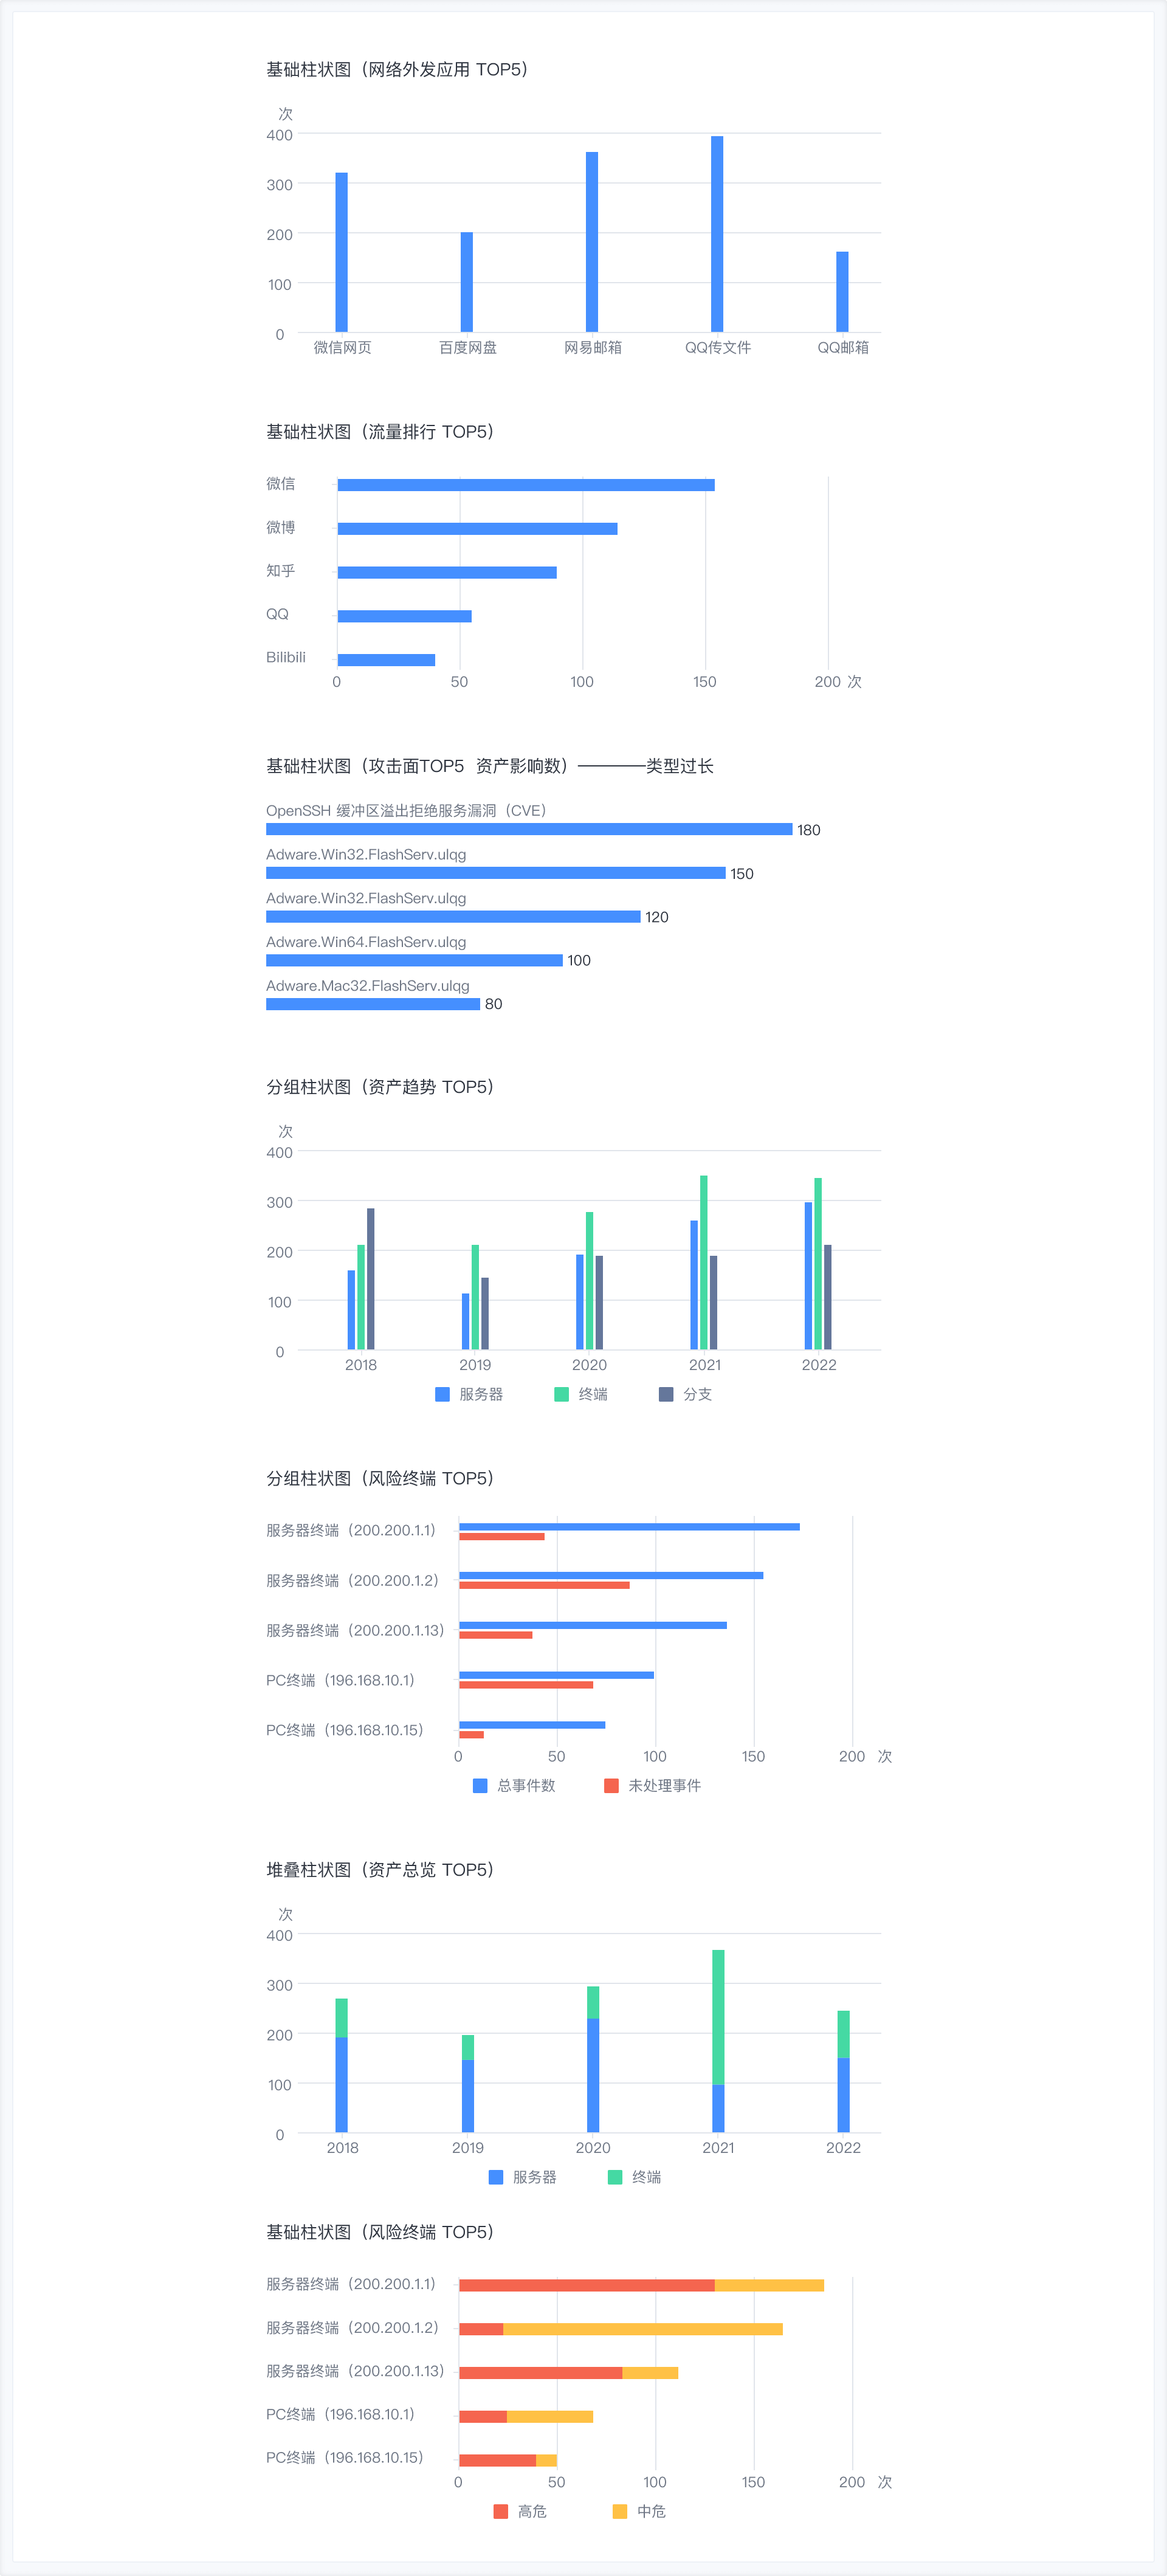 基础柱状图（网络外发应用 TOP5）
次
400
300
200
100
0
微信网页 百度网盘 网易邮箱 QQ传文件 QQ邮箱
基础柱状图（流量排行 TOP5）
微信
微博
知乎
QQ
Bilibili
0 50 100 150 200 次
基础柱状图（攻击面TOP5 资产影响数）————类型过长
OpenSSH 缓冲区溢出拒绝服务漏洞（CVE）
180
Adware.Win32.FlashServ.ulqg
150
Adware.Win32.FlashServ.ulqg
120
Adware.Win64.FlashServ.ulqg
100
Adware.Mac32.FlashServ.ulqg
80
分组柱状图（资产趋势 TOP5）
次
400
300
200
100
0
2018 2019 2020 2021 2022
服务器 终端 分支
分组柱状图（风险终端 TOP5）
服务器终端（200.200.1.1）
服务器终端（200.200.1.2）
服务器终端（200.200.1.13）
PC终端（196.168.10.1）
PC终端（196.168.10.15）
0 50 100 150 200 次
总事件数 未处理事件
堆叠柱状图（资产总览 TOP5）
次
400
300
200
100
0
2018 2019 2020 2021 2022
服务器 终端
基础柱状图（风险终端 TOP5）
服务器终端（200.200.1.1）
服务器终端（200.200.1.2）
服务器终端（200.200.1.13）
PC终端（196.168.10.1）
PC终端（196.168.10.15）
0 50 100 150 200 次
高危 中危